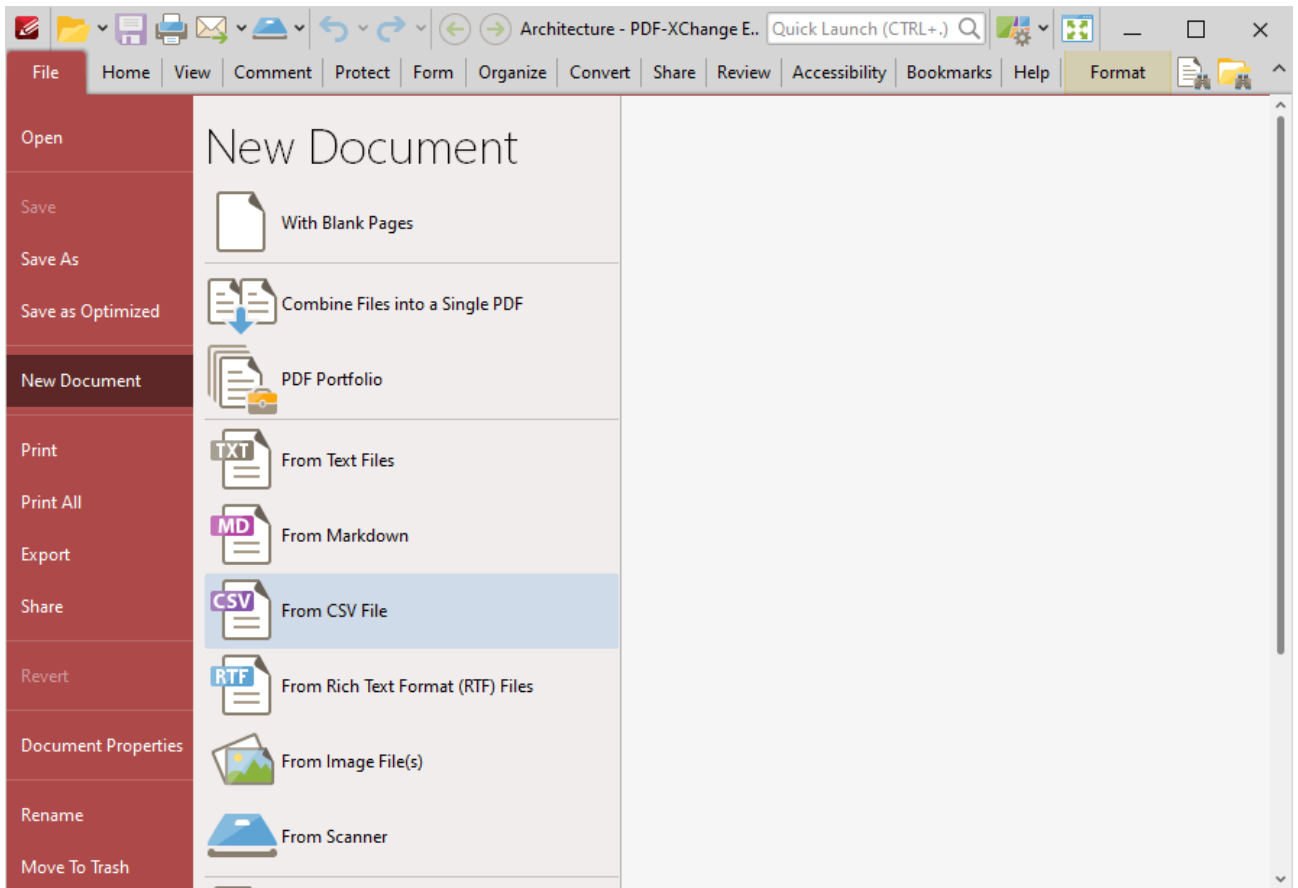 Architecture - PDF-XChange E.. Quick Launch (CTRL+.)
File Home View Comment Protect Form Organize Convert Share Review Accessibility Bookmarks Help Format
Open
Save
Save As
Save as Optimized
New Document
Print
Print All
Export
Share
Revert
Document Properties
Rename
Move To Trash
New Document
With Blank Pages
Combine Files into a Single PDF
PDF Portfolio
TXT From Text Files
MD From Markdown
CSV From CSV File
RTF From Rich Text Format (RTF) Files
From Image File(s)
From Scanner